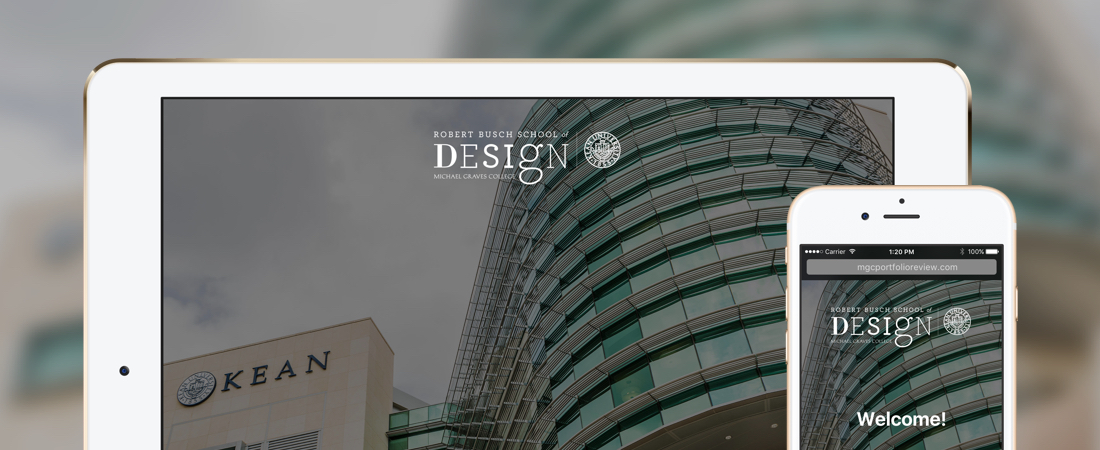 ROBERT BUSCH SCHOOL of
DESIGN
MICHAEL GRAVES COLLEGE
KEAN
Carrier 1:20 PM 100%
mgcportfolioreview.com
ROBERT BUSCH SCHOOL of
DESIGN
MICHAEL GRAVES COLLEGE
Welcome!